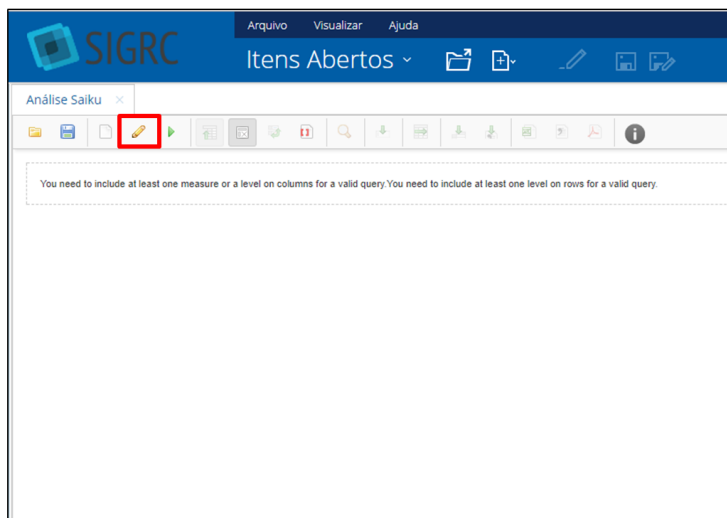 SIGRC
Arquivo Visualizar Ajuda
Itens Abertos
Análise Saiku ×
You need to include at least one measure or a level on columns for a valid query.You need to include at least one level on rows for a valid query.